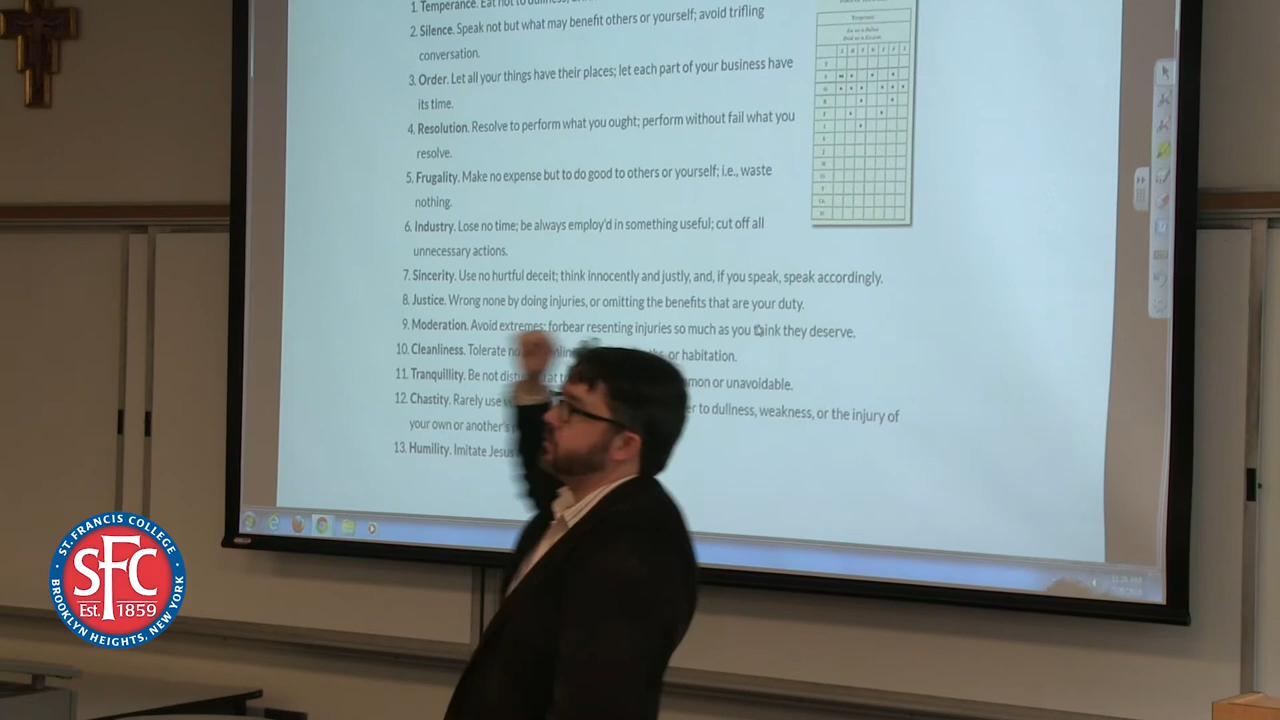 1. Temperance. Eat not to dullness;
2. Silence. Speak not but what may benefit others or yourself; avoid trifling
conversation.
3. Order. Let all your things have their places; let each part of your business have
its time.
4. Resolution. Resolve to perform what you ought; perform without fail what you
resolve.
5. Frugality. Make no expense but to do good to others or yourself; i.e., waste
nothing.
6. Industry. Lose no time; be always employ'd in something useful; cut off all
unnecessary actions.
7. Sincerity. Use no hurtful deceit; think innocently and justly, and, if you speak, speak accordingly.
8. Justice. Wrong none by doing injuries, or omitting the benefits that are your duty.
9. Moderation. Avoid extremes; forbear resenting injuries so much as you think they deserve.
10. Cleanliness. Tolerate or habitation.
11. Tranquillity. Be not or unavoidable.
12. Chastity. Rarely use to dullness, weakness, or the injury of
your own or another's
13. Humility. Imitate Jesus
ST. FRANCIS COLLEGE
SFC
Est. 1859
BROOKLYN HEIGHTS, NEW YORK